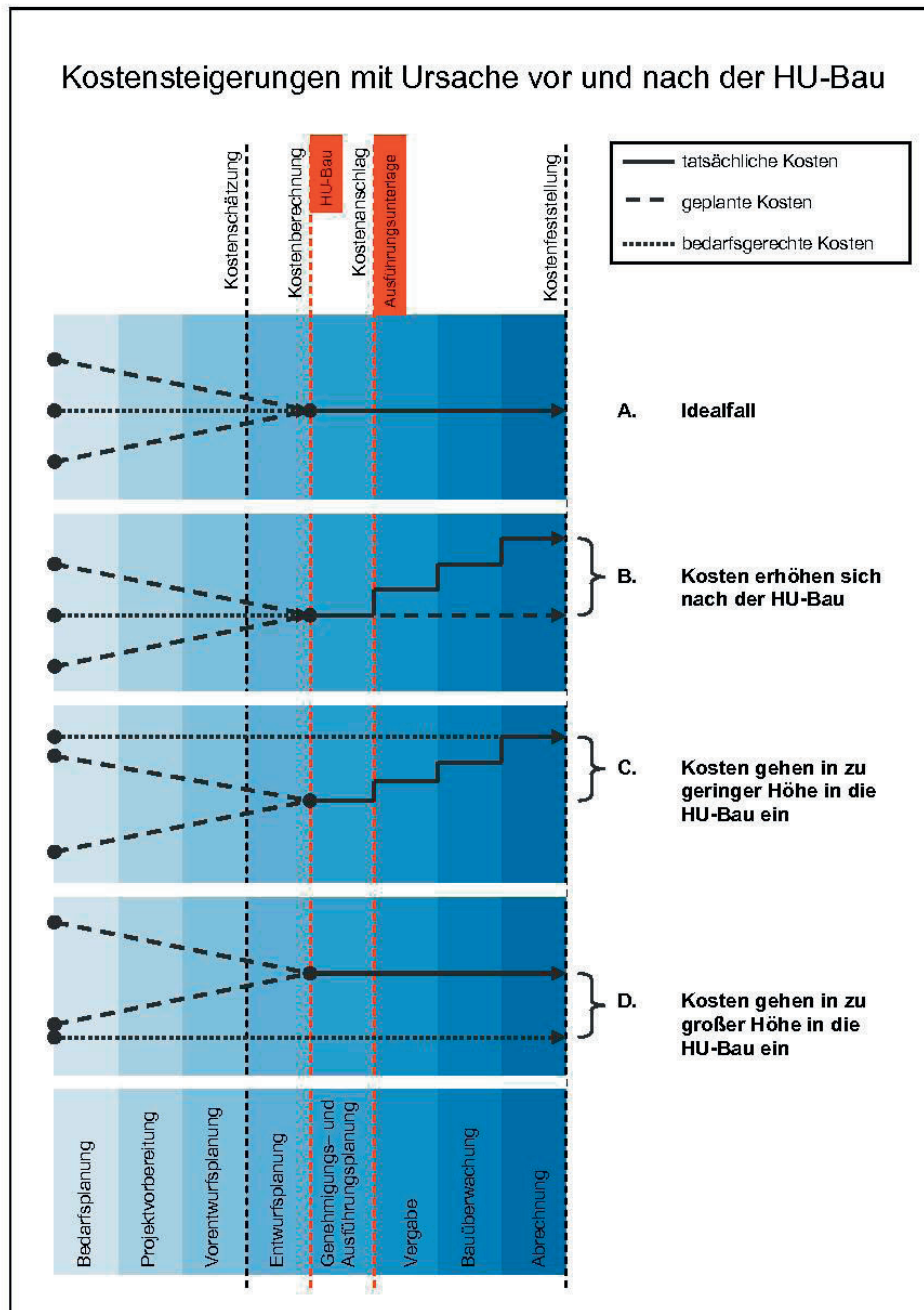 Kostensteigerungen mit Ursache vor und nach der HU-Bau
Kostenschätzung
Kostenberechnung
HU-Bau
Kostenanschlag
Ausführungsunterlage
Kostenfeststellung
tatsächliche Kosten
geplante Kosten
bedarfsgerechte Kosten
A. Idealfall
B. Kosten erhöhen sich
nach der HU-Bau
C. Kosten gehen in zu
geringer Höhe in die
HU-Bau ein
D. Kosten gehen in zu
großer Höhe in die
HU-Bau ein
Bedarfsplanung
Projektvorbereitung
Vorentwurfsplanung
Entwurfsplanung
Genehmigungs– und
Ausführungsplanung
Vergabe
Bauüberwachung
Abrechnung